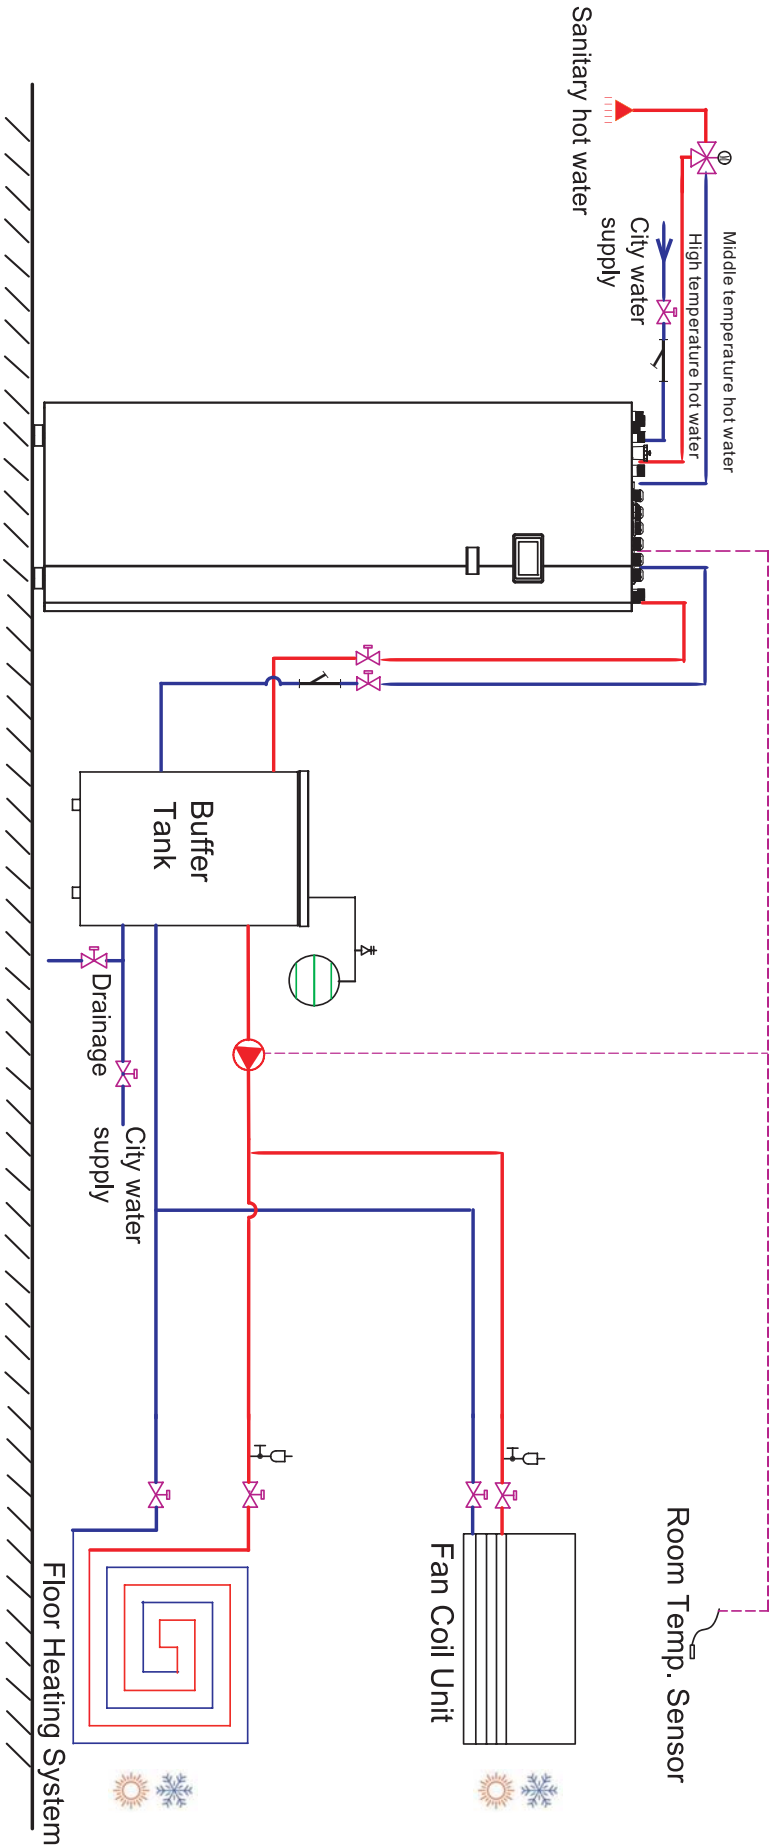 Sanitary hot water
City water
supply
Middle temperature hot water
High temperature hot water
M
Buffer
Tank
Drainage
City water
supply
Room Temp. Sensor
Fan Coil Unit
Floor Heating System